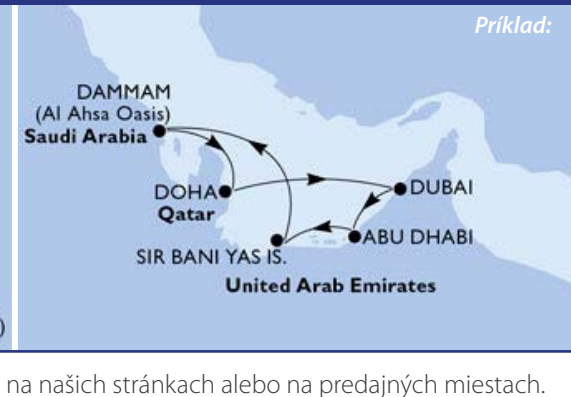 Príklad:
DAMMAM
(Al Ahsa Oasis)
Saudi Arabia
DOHA
Qatar
DUBAI
ABU DHABI
SIR BANI YAS IS.
United Arab Emirates
)
na našich stránkach alebo na predajných miestach.